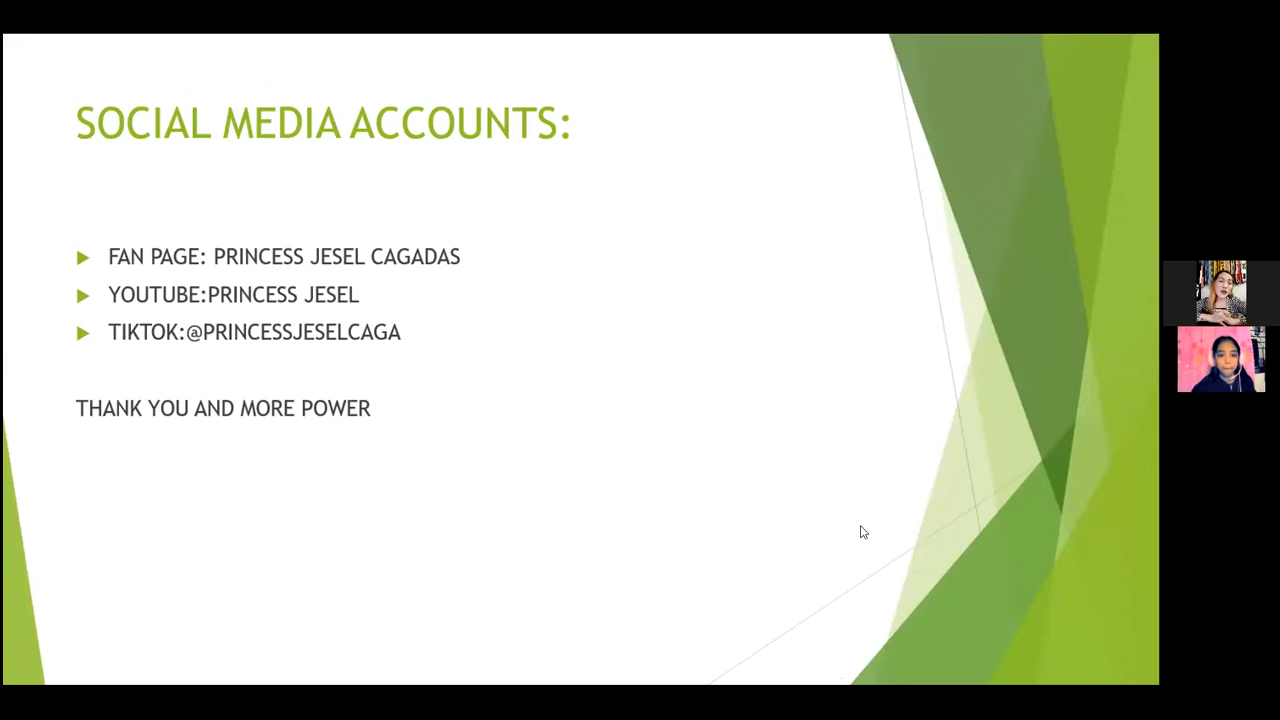 SOCIAL MEDIA ACCOUNTS:
FAN PAGE: PRINCESS JESEL CAGADAS
YOUTUBE:PRINCESS JESEL
TIKTOK:@PRINCESSJESELCAGA
THANK YOU AND MORE POWER